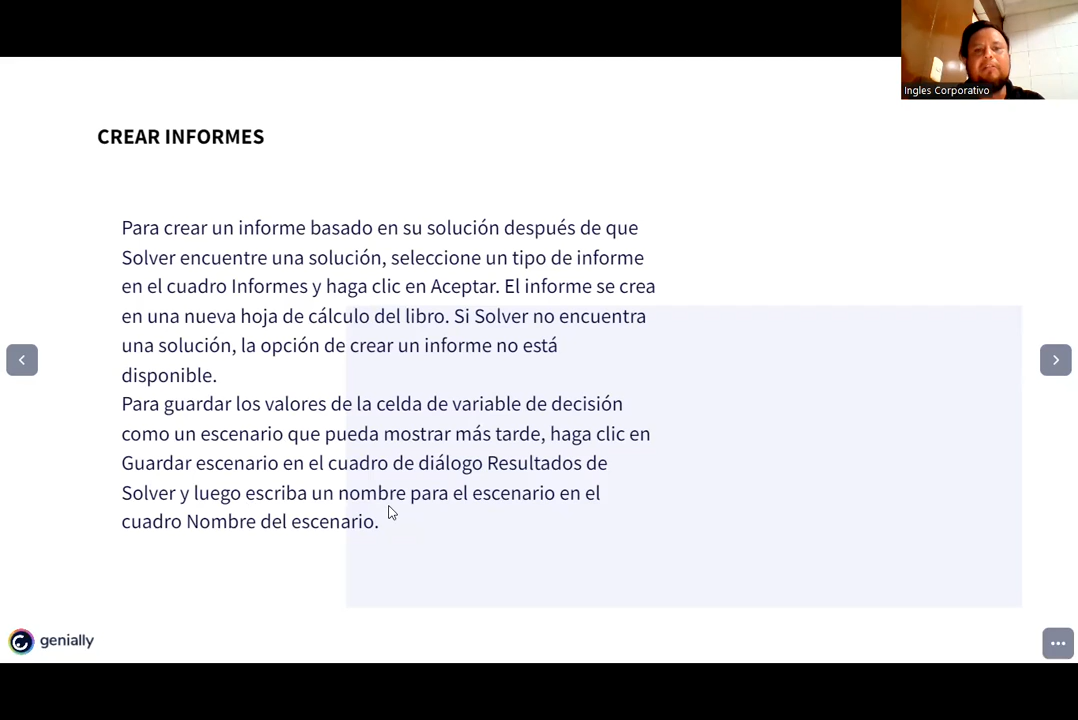 Ingles Corporativo
CREAR INFORMES
Para crear un informe basado en su solución después de que
Solver encuentre una solución, seleccione un tipo de informe
en el cuadro Informes y haga clic en Aceptar. El informe se crea
en una nueva hoja de cálculo del libro. Si Solver no encuentra
una solución, la opción de crear un informe no está
disponible.
Para guardar los valores de la celda de variable de decisión
como un escenario que pueda mostrar más tarde, haga clic en
Guardar escenario en el cuadro de diálogo Resultados de
Solver y luego escriba un nombre para el escenario en el
cuadro Nombre del escenario.
genially